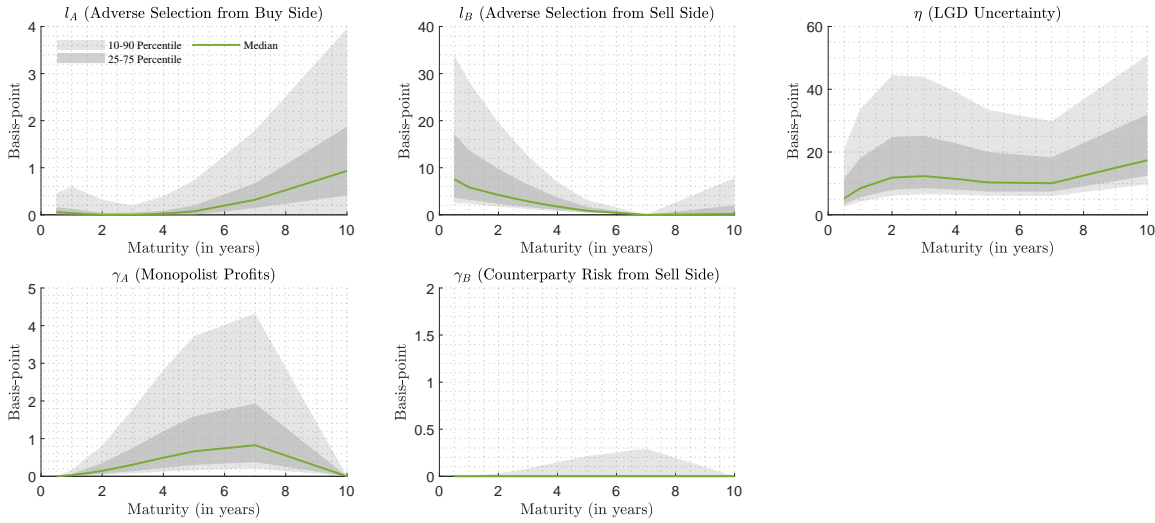 l_A (Adverse Selection from Buy Side)
4
3
2
1
0
Basis-point
10-90 Percentile
Median
25-75 Percentile
0 2 4 6 8 10
Maturity (in years)
l_B (Adverse Selection from Sell Side)
40
30
20
10
0
Basis-point
0 2 4 6 8 10
Maturity (in years)
η (LGD Uncertainty)
60
40
20
0
Basis-point
0 2 4 6 8 10
Maturity (in years)
γ_A (Monopolist Profits)
5
4
3
2
1
0
Basis-point
0 2 4 6 8 10
Maturity (in years)
γ_B (Counterparty Risk from Sell Side)
2
1.5
1
0.5
0
Basis-point
0 2 4 6 8 10
Maturity (in years)